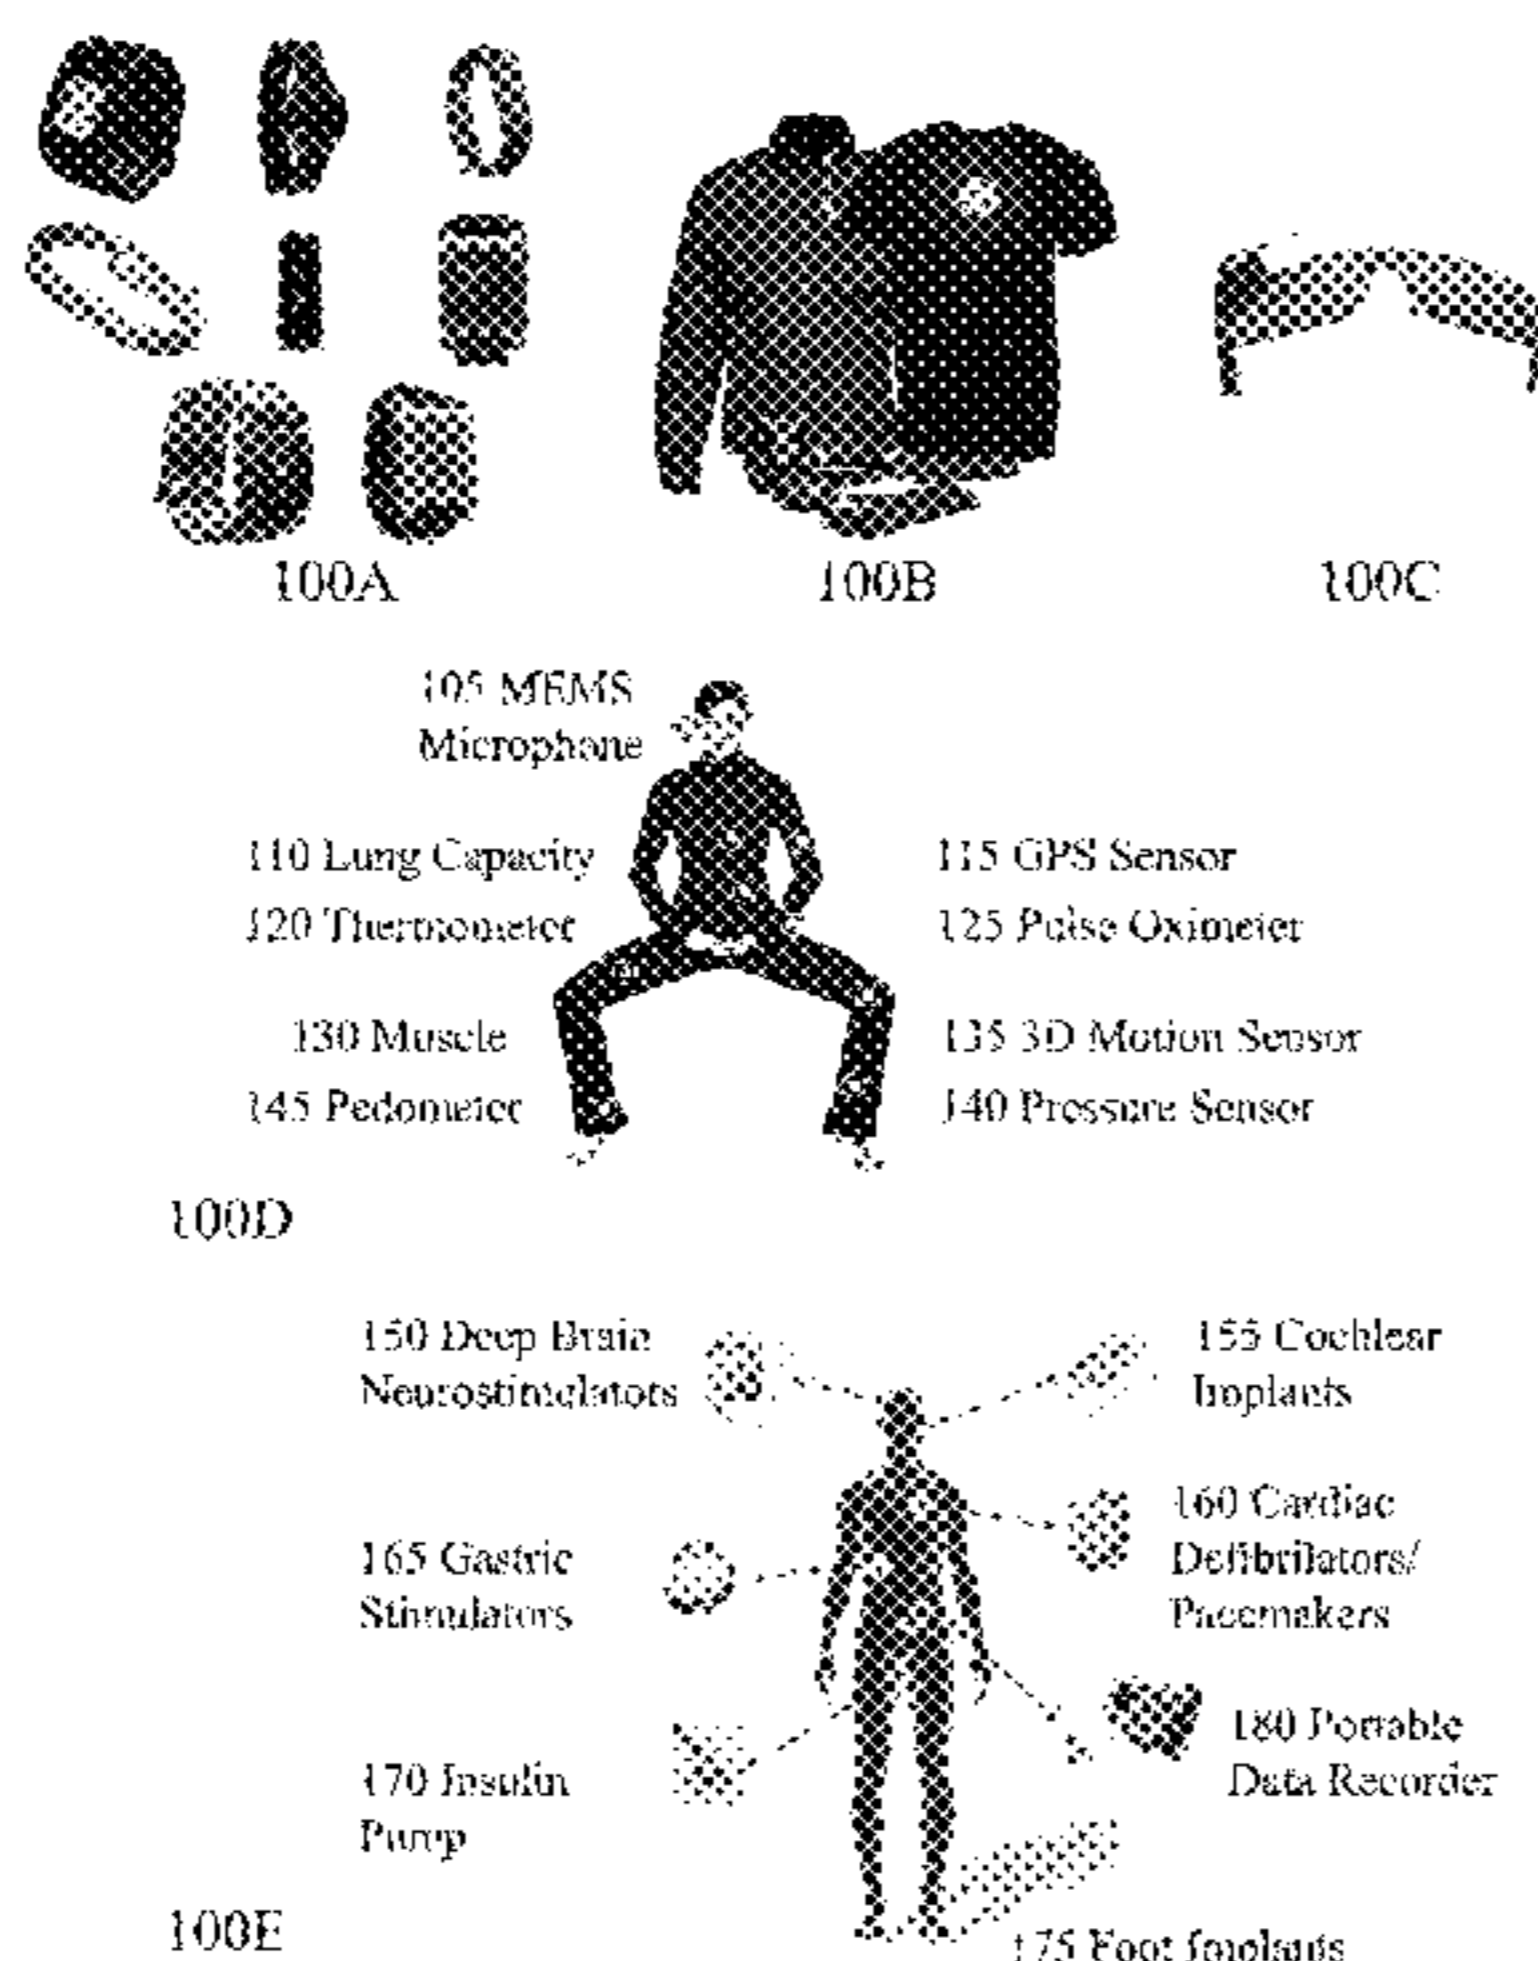 100A
100B
100C
105 MEMS
Microphone
110 Lung Capacity
115 GPS Sensor
120 Thermometer
125 Pulse Oximeter
130 Muscle
135 3D Motion Sensor
145 Pedometer
140 Pressure Sensor
100D
150 Deep Brain
Neurostimulators
155 Cochlear
Implants
160 Cardiac
Defibrilators/
Pacemakers
165 Gastric
Stimulators
180 Portable
Data Recorder
170 Insulin
Pump
100E
175 Foot Implants